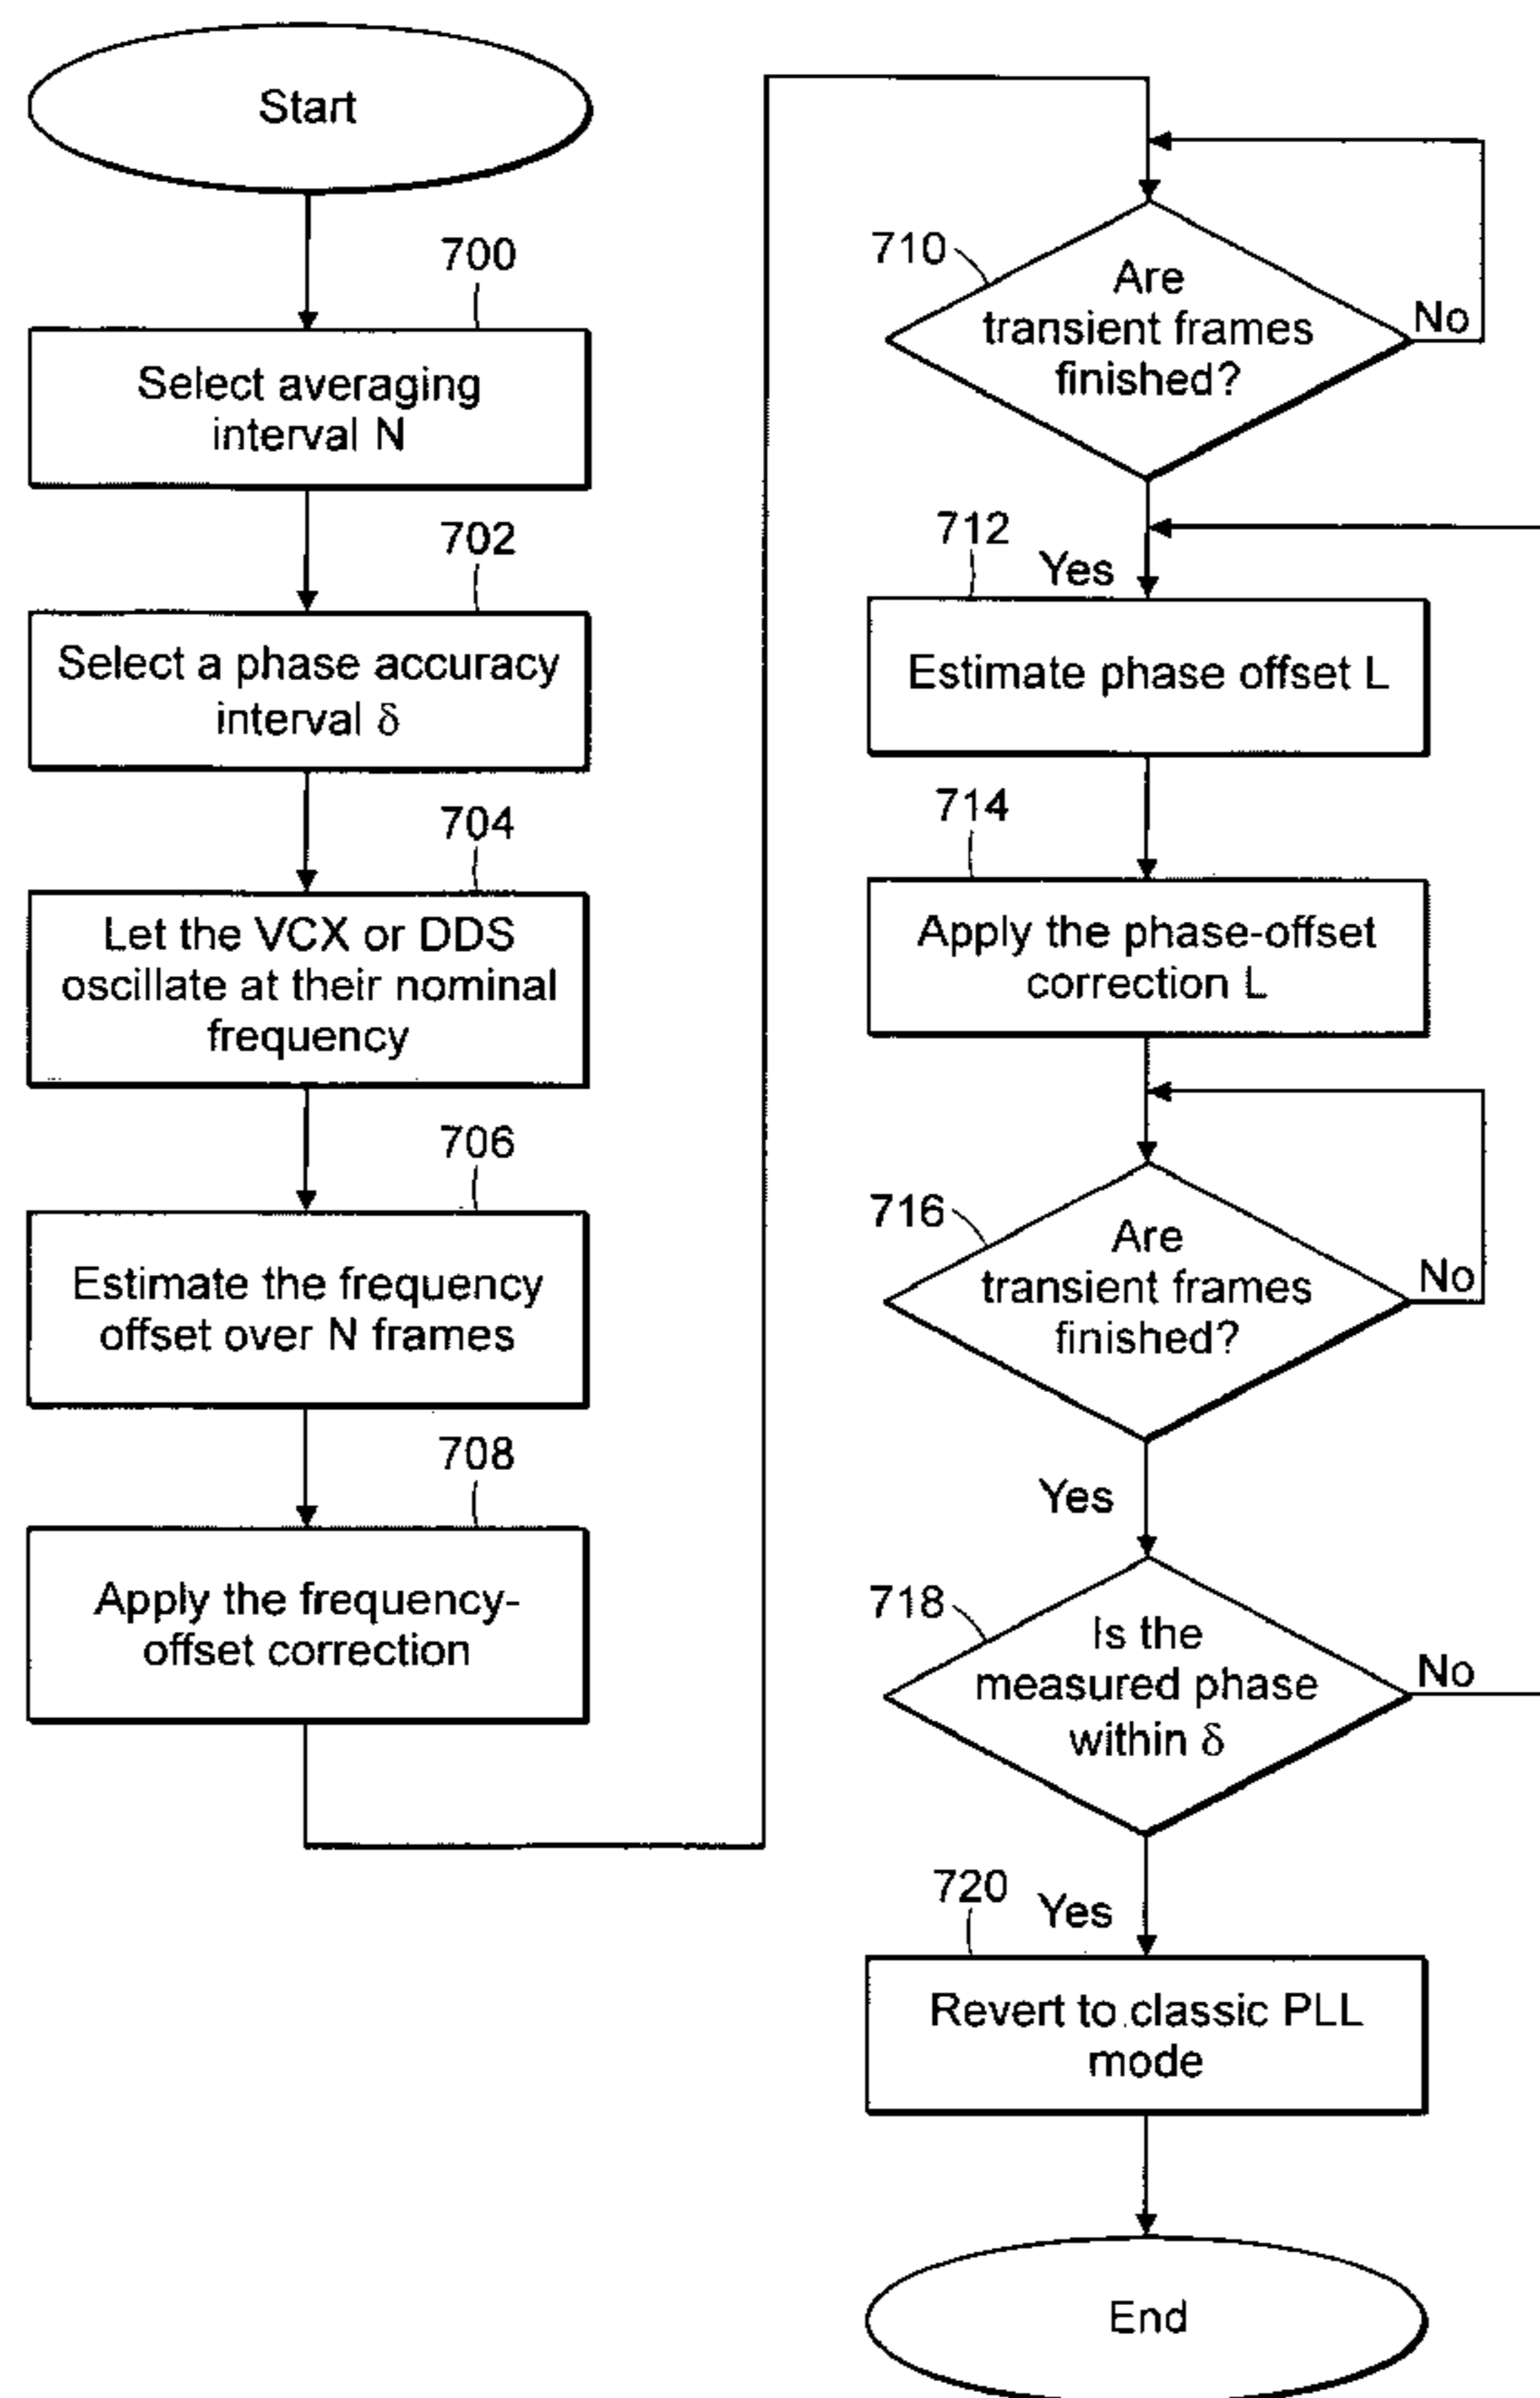 Start
700
Select averaging
interval N
702
Select a phase accuracy
interval δ
704
Let the VCX or DDS
oscillate at their nominal
frequency
706
Estimate the frequency
offset over N frames
708
Apply the frequency-
offset correction
710
Are
transient frames
finished?
No
Yes
712
Estimate phase offset L
714
Apply the phase-offset
correction L
716
Are
transient frames
finished?
No
Yes
718
Is the
measured phase
within δ
No
Yes
720
Revert to classic PLL
mode
End